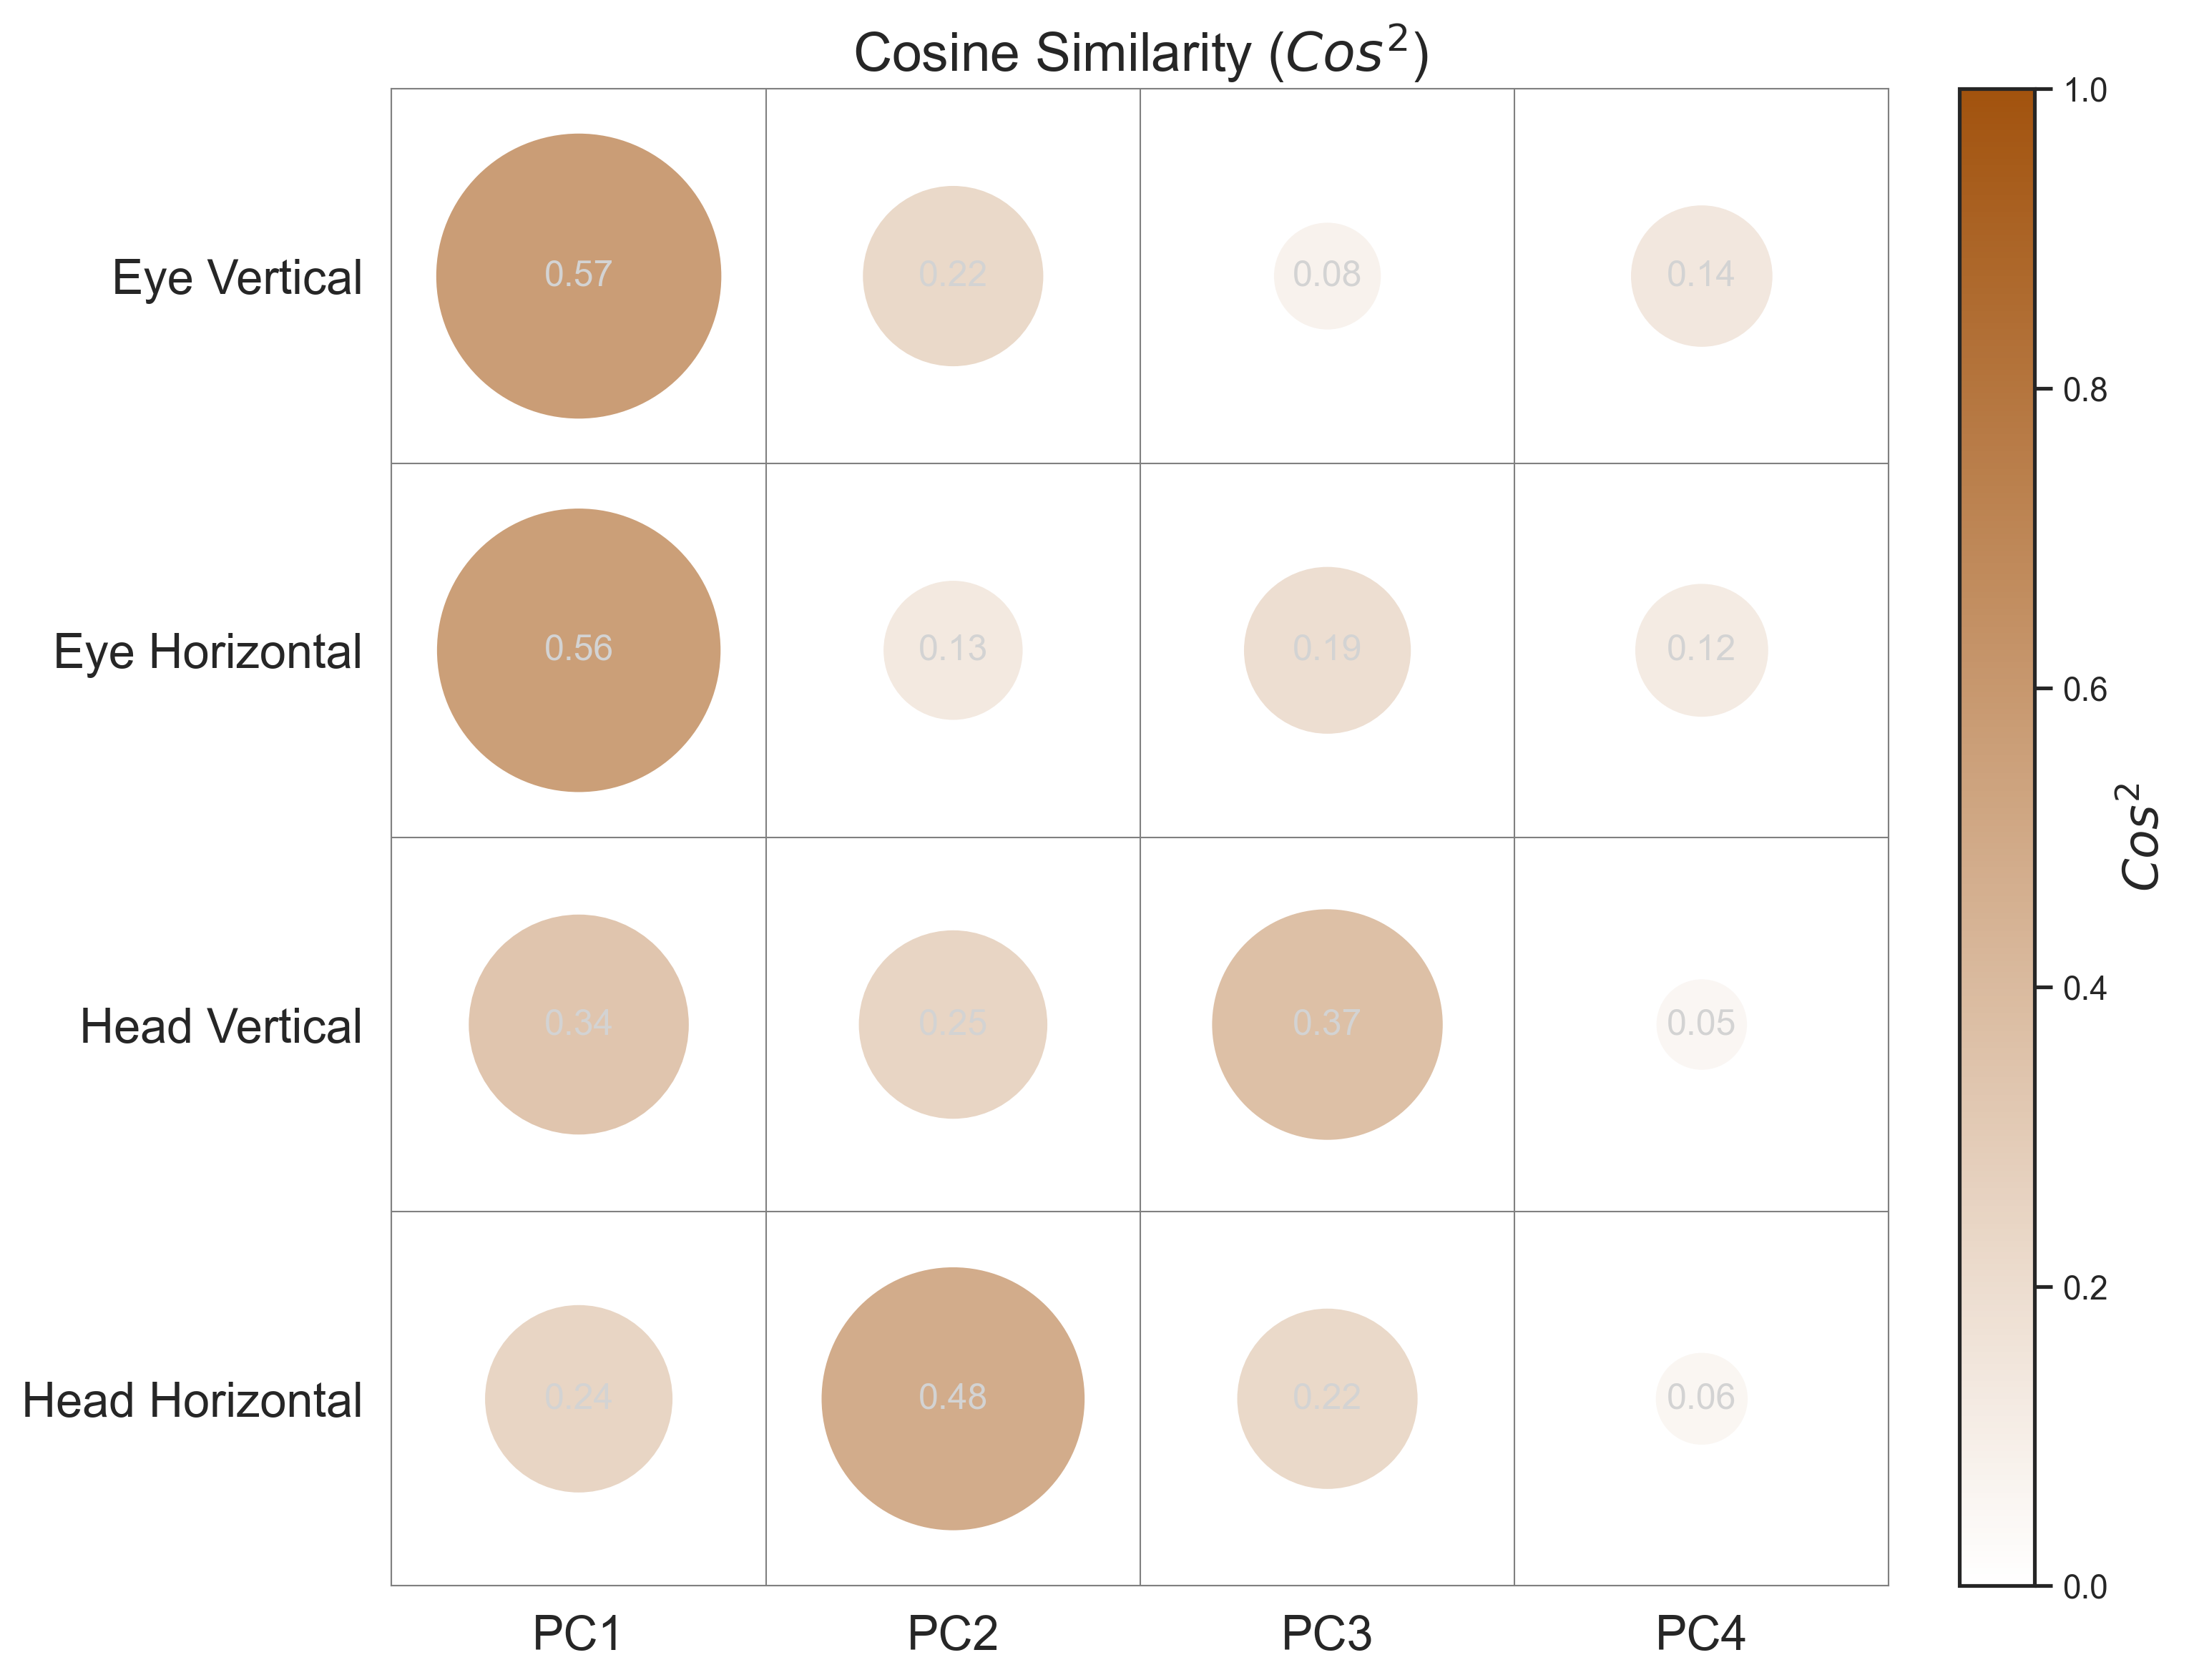 Cosine Similarity (Cos²)
Eye Vertical
0.57
0.22
0.08
0.14
Eye Horizontal
0.56
0.13
0.19
0.12
Head Vertical
0.34
0.25
0.37
0.05
Head Horizontal
0.24
0.48
0.22
0.06
PC1
PC2
PC3
PC4
1.0
0.8
0.6
0.4
0.2
0.0
Cos²